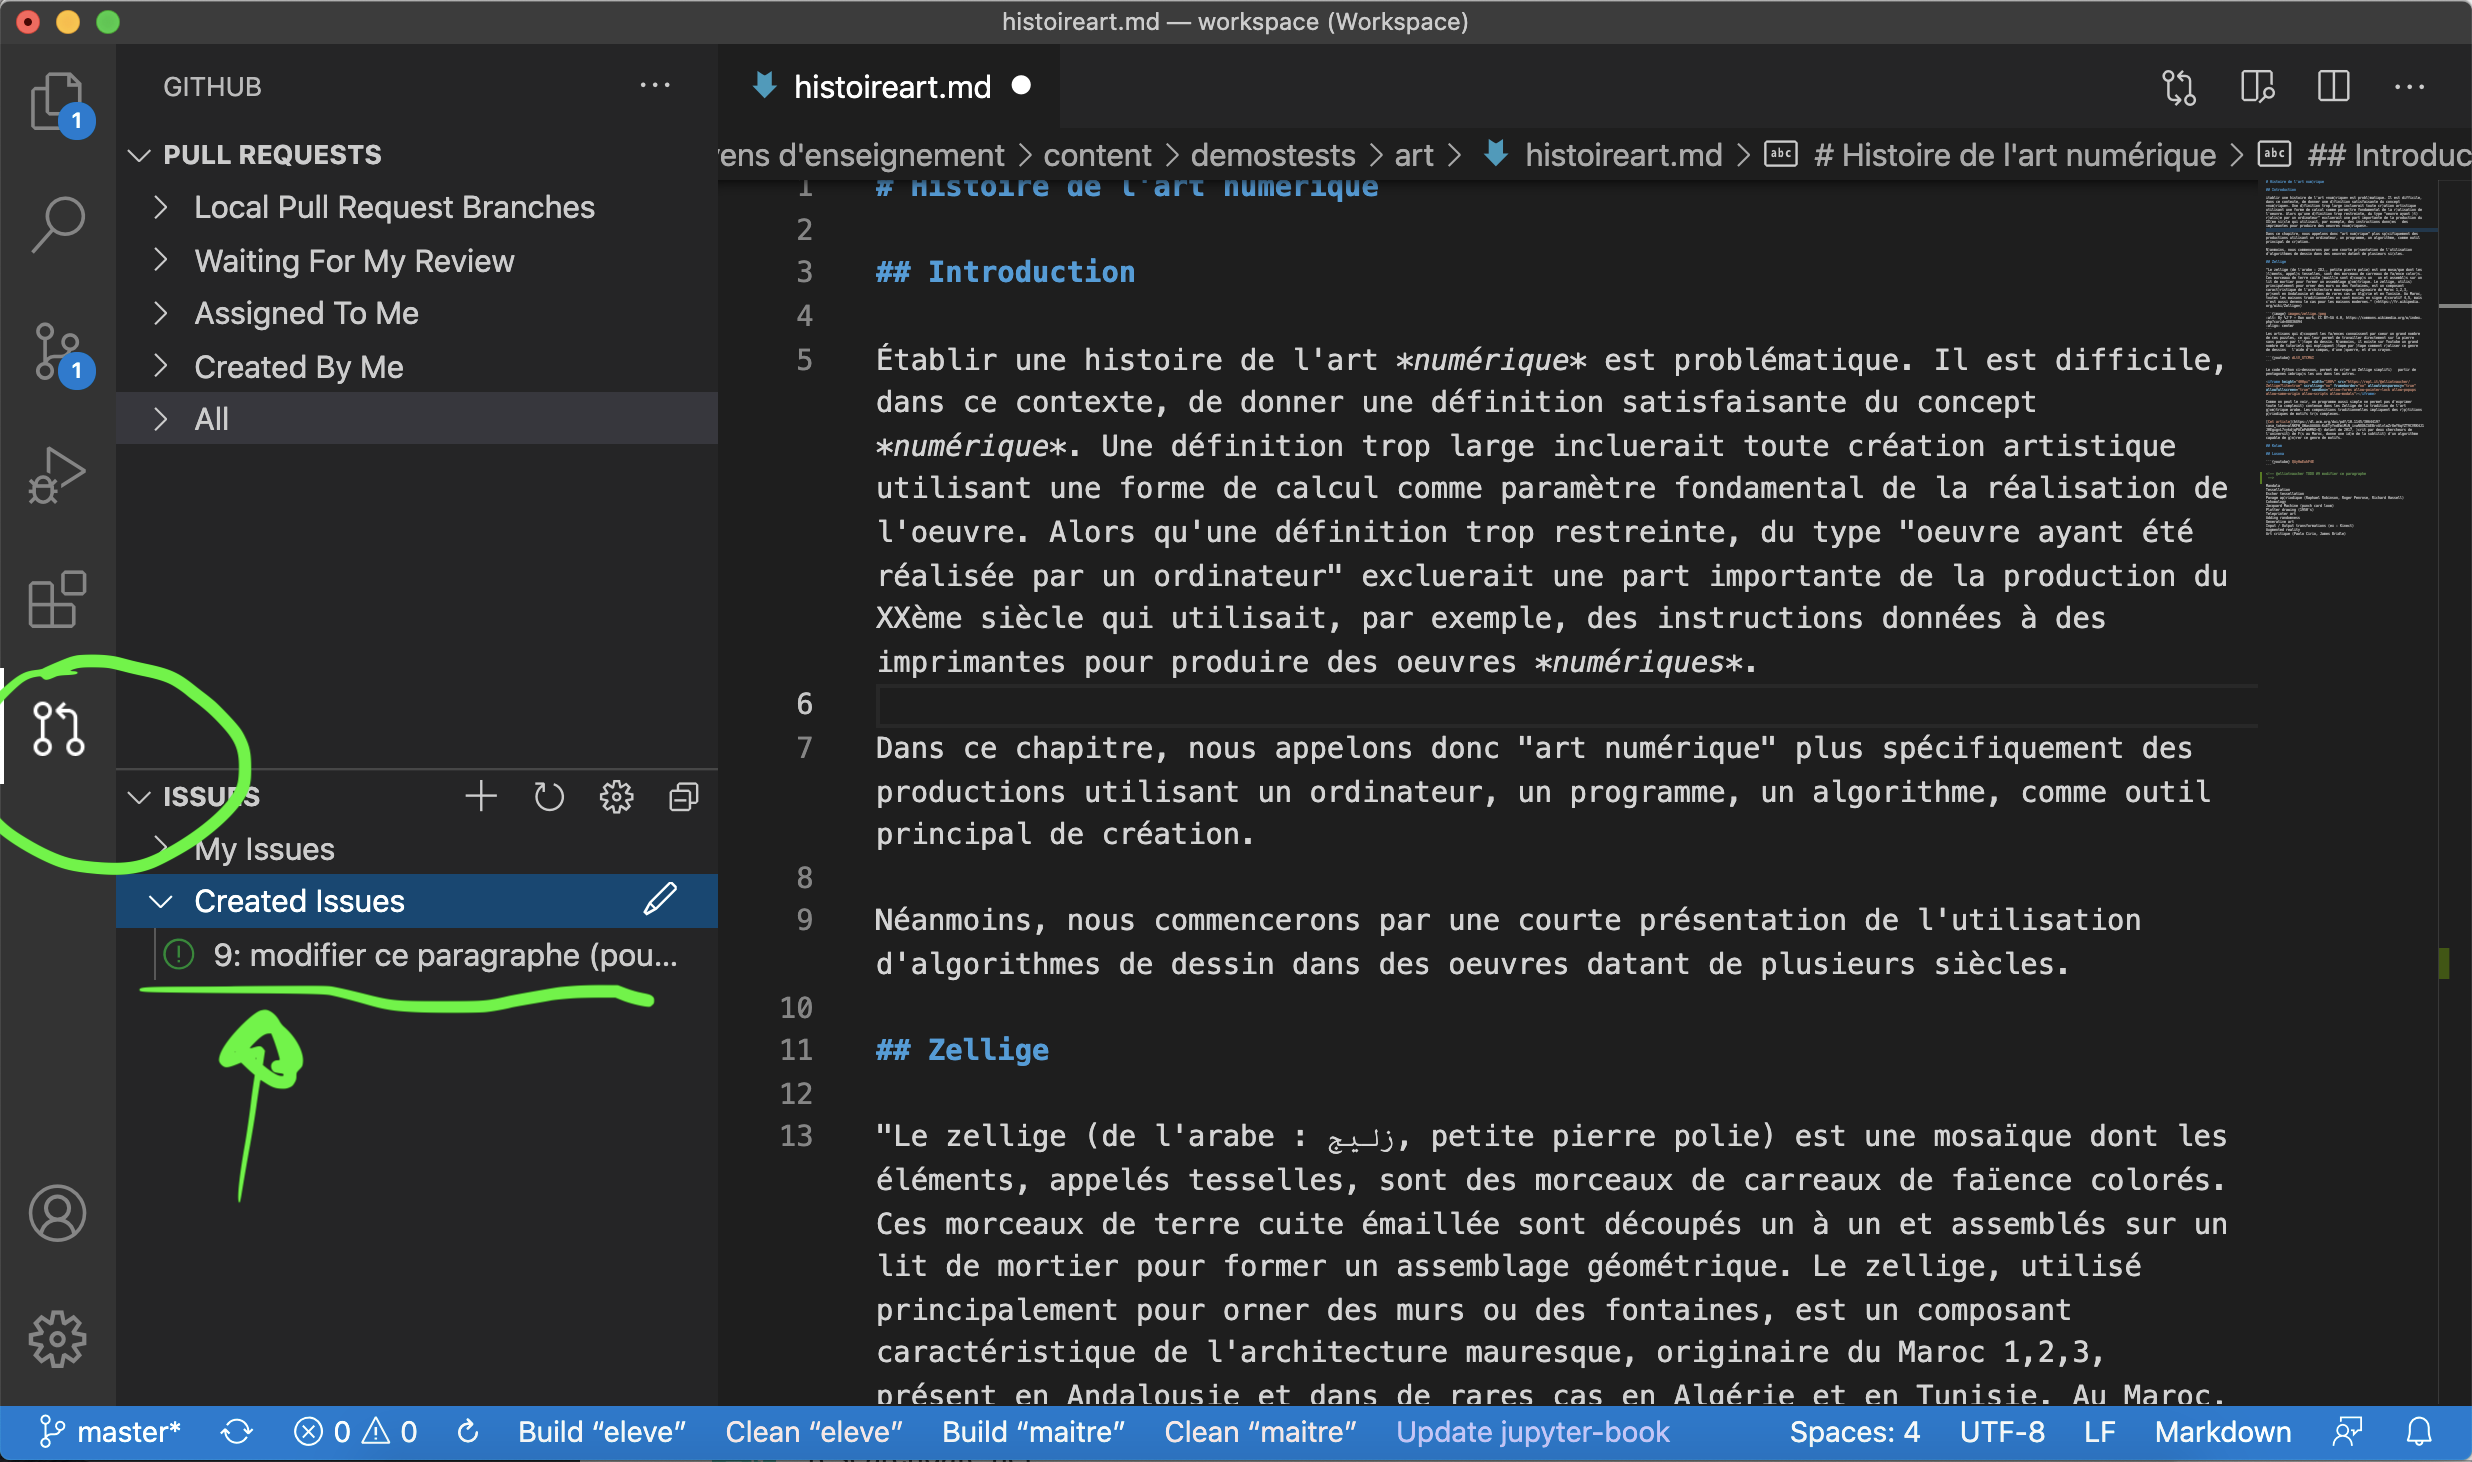 histoireart.md — workspace (Workspace)
GITHUB
PULL REQUESTS
Local Pull Request Branches
Waiting For My Review
Assigned To Me
Created By Me
All
ISSUES
My Issues
Created Issues
9: modifier ce paragraphe (pou...
1
1
histoireart.md
ens d'enseignement > content > demostests > art > histoireart.md > abc # Histoire de l'art numérique > abc ## Introduc
1 # Histoire de l'art numérique
2
3 ## Introduction
4
5 Établir une histoire de l'art *numérique* est problématique. Il est difficile,
dans ce contexte, de donner une définition satisfaisante du concept
*numérique*. Une définition trop large incluerait toute création artistique
utilisant une forme de calcul comme paramètre fondamental de la réalisation de
l'oeuvre. Alors qu'une définition trop restreinte, du type "oeuvre ayant été
réalisée par un ordinateur" excluerait une part importante de la production du
XXème siècle qui utilisait, par exemple, des instructions données à des
imprimantes pour produire des oeuvres *numériques*.
6
7 Dans ce chapitre, nous appelons donc "art numérique" plus spécifiquement des
productions utilisant un ordinateur, un programme, un algorithme, comme outil
principal de création.
8
9 Néanmoins, nous commencerons par une courte présentation de l'utilisation
d'algorithmes de dessin dans des oeuvres datant de plusieurs siècles.
10
11 ## Zellige
12
13 "Le zellige (de l'arabe : زليج, petite pierre polie) est une mosaïque dont les
éléments, appelés tesselles, sont des morceaux de carreaux de faïence colorés.
Ces morceaux de terre cuite émaillée sont découpés un à un et assemblés sur un
lit de mortier pour former un assemblage géométrique. Le zellige, utilisé
principalement pour orner des murs ou des fontaines, est un composant
caractéristique de l'architecture mauresque, originaire du Maroc 1,2,3,
présent en Andalousie et dans de rares cas en Algérie et en Tunisie. Au Maroc,
master* 0 0 Build “eleve” Clean “eleve” Build “maitre” Clean “maitre” Update jupyter-book Spaces: 4 UTF-8 LF Markdown